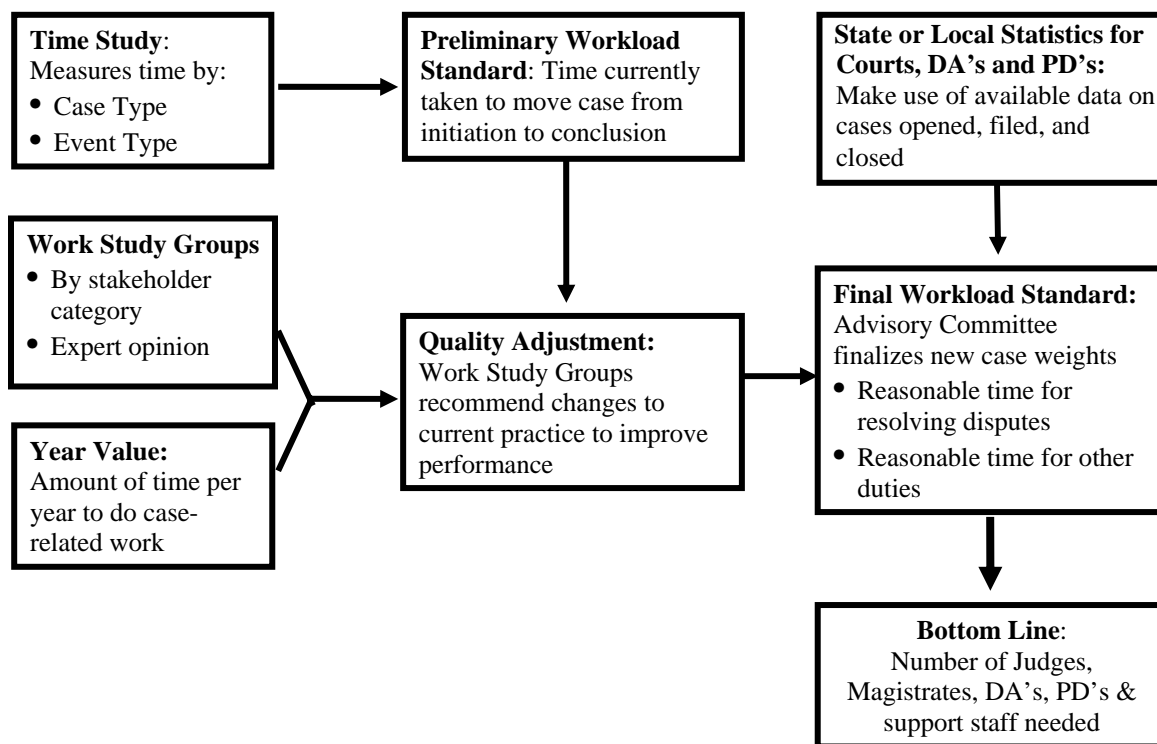 Time Study:
Measures time by:
• Case Type
• Event Type
Preliminary Workload
Standard: Time currently
taken to move case from
initiation to conclusion
State or Local Statistics for
Courts, DA’s and PD’s:
Make use of available data on
cases opened, filed, and
closed
Work Study Groups
• By stakeholder
category
• Expert opinion
Year Value:
Amount of time per
year to do case-
related work
Quality Adjustment:
Work Study Groups
recommend changes to
current practice to improve
performance
Final Workload Standard:
Advisory Committee
finalizes new case weights
• Reasonable time for
resolving disputes
• Reasonable time for other
duties
Bottom Line:
Number of Judges,
Magistrates, DA’s, PD’s &
support staff needed